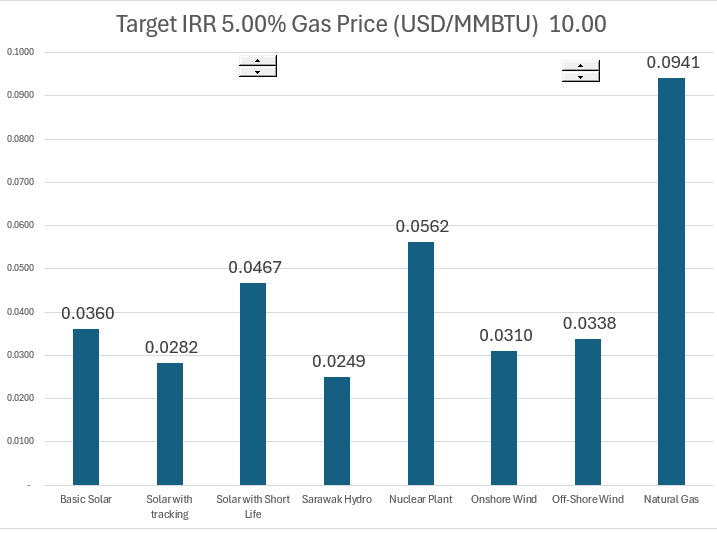 Target IRR 5.00% Gas Price (USD/MMBTU)  10.00
0.1000
0.0900
0.0800
0.0700
0.0600
0.0500
0.0400
0.0300
0.0200
0.0100
-
0.0360
0.0282
0.0467
0.0249
0.0562
0.0310
0.0338
0.0941
Basic Solar
Solar with
tracking
Solar with Short
Life
Sarawak Hydro
Nuclear Plant
Onshore Wind
Off-Shore Wind
Natural Gas